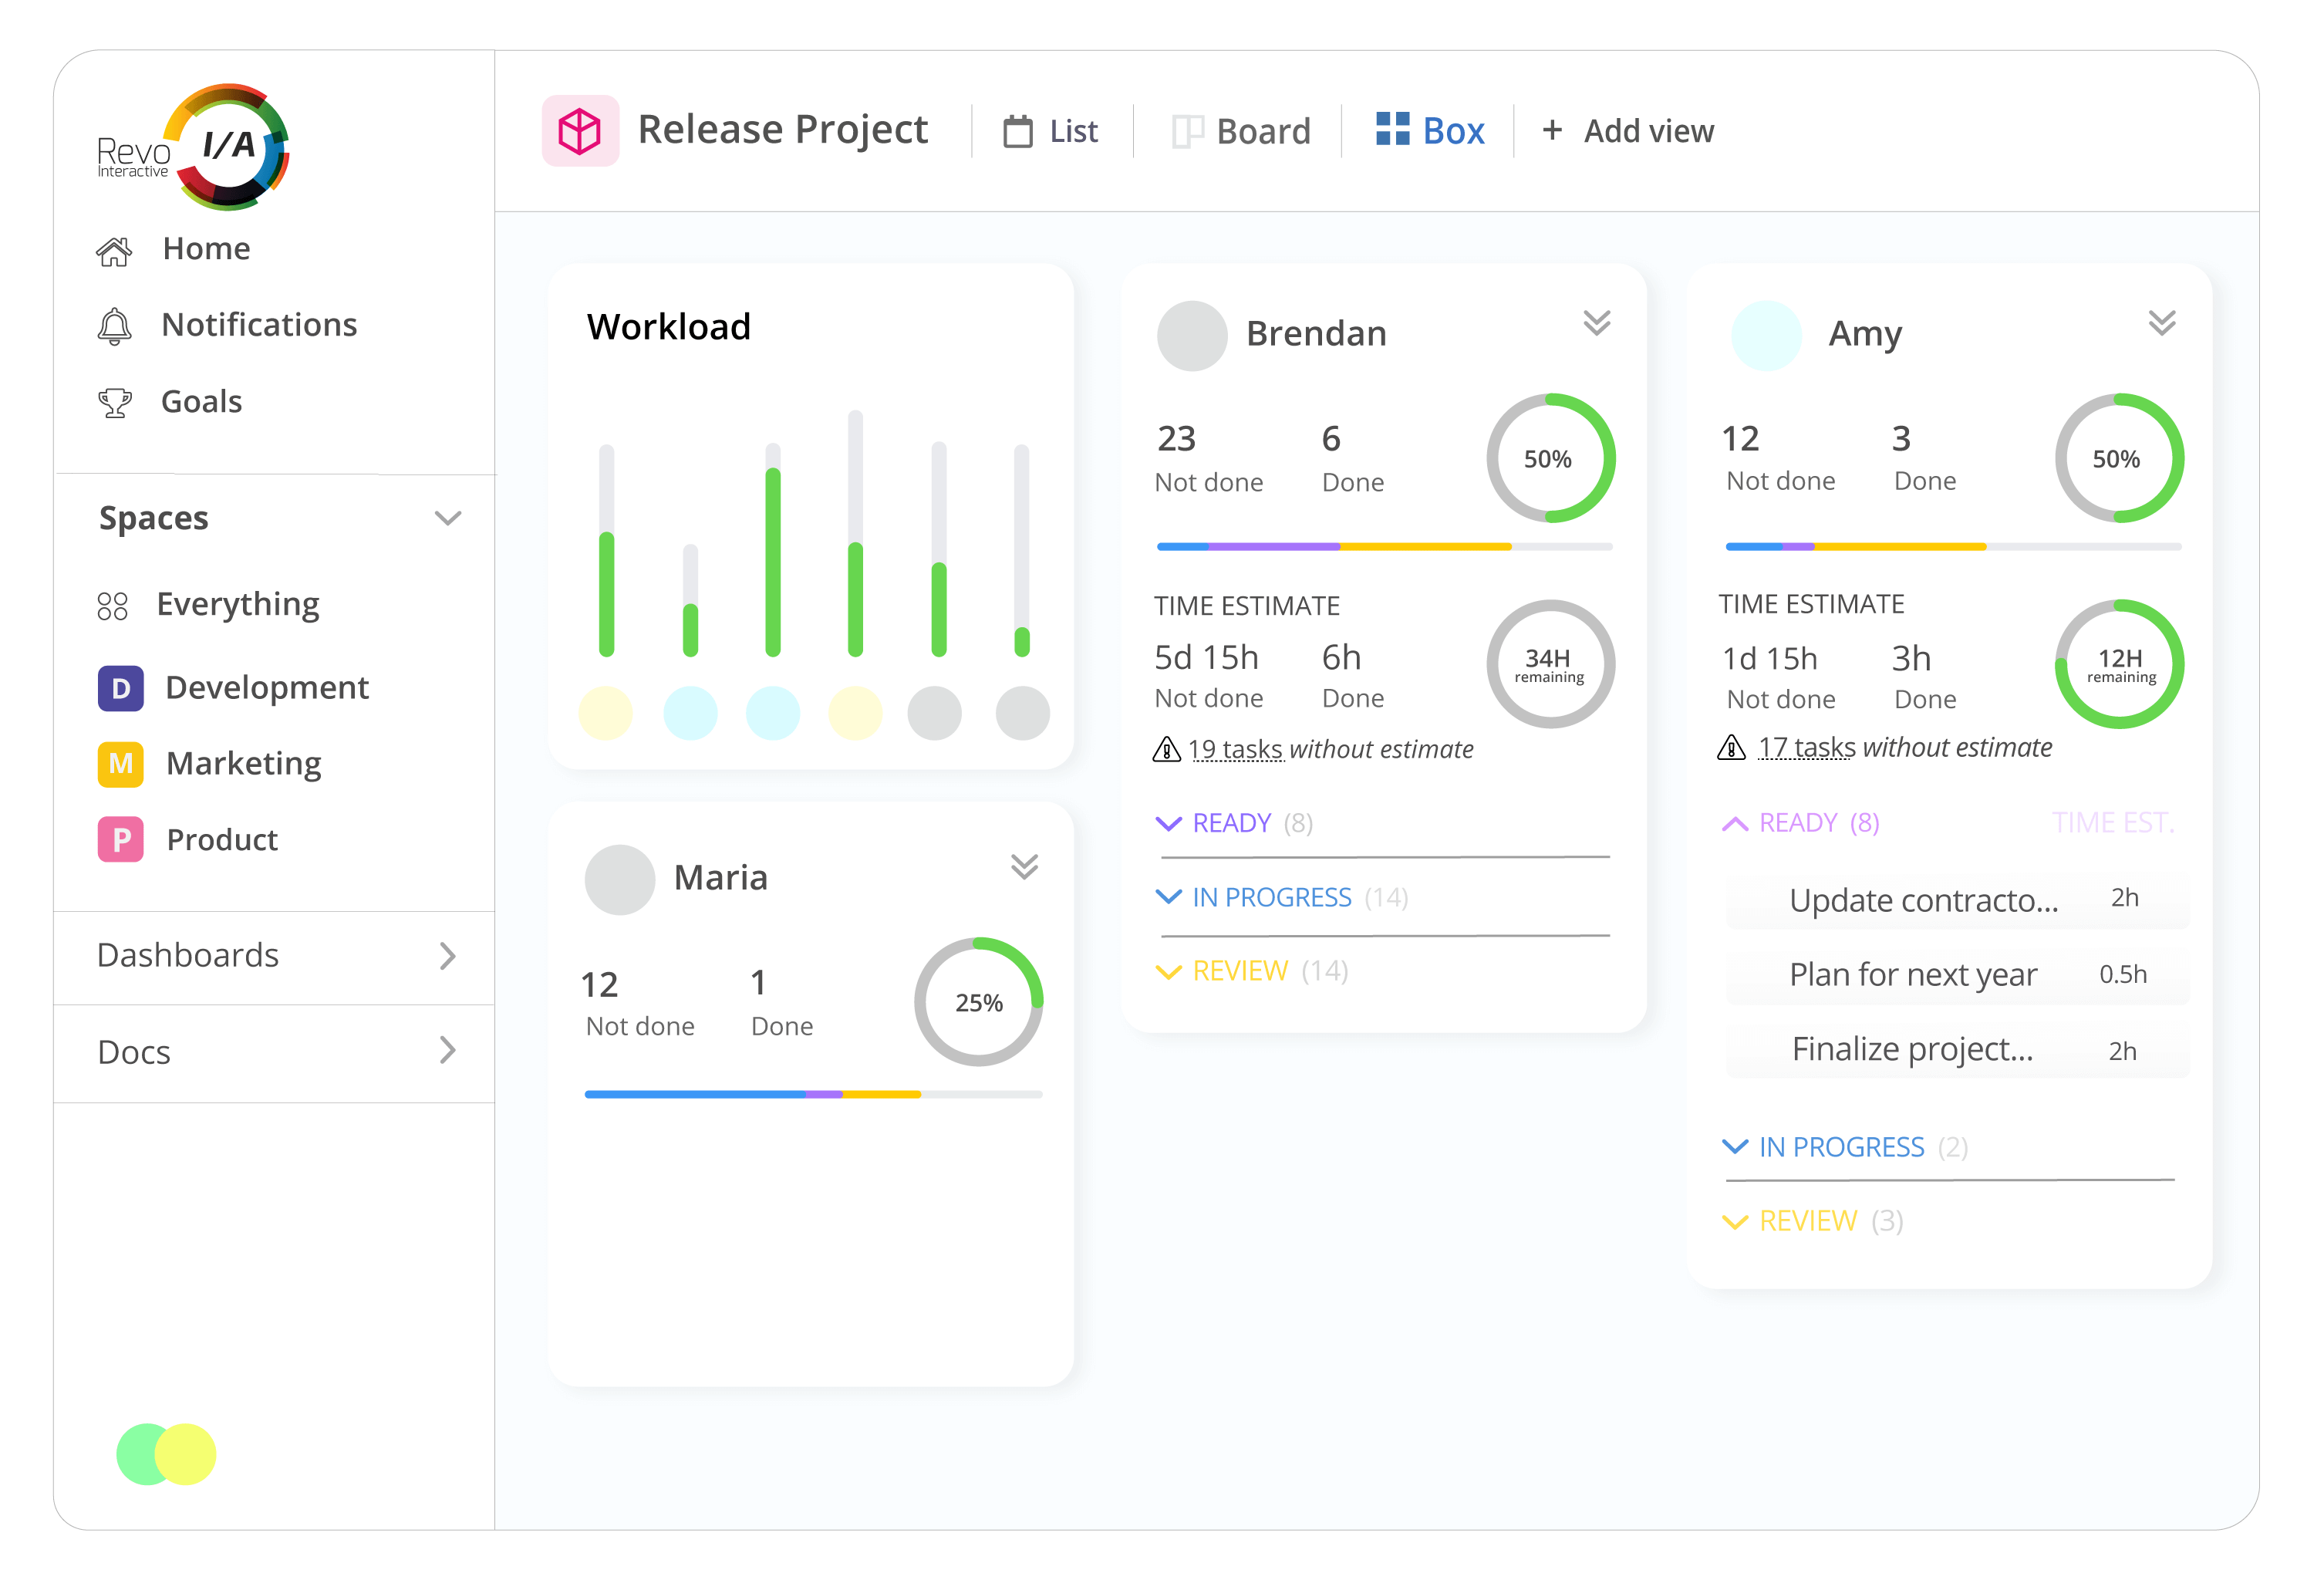 Revo
Interactive
I/A
Home
Notifications
Goals
Spaces
Everything
D Development
M Marketing
P Product
Dashboards
Docs
Release Project
List
Board
Box
+ Add view
Workload
Maria
12 1
Not done Done
25%
Brendan
23 6
Not done Done
50%
TIME ESTIMATE
5d 15h 6h
Not done Done
34H
remaining
19 tasks without estimate
READY (8)
IN PROGRESS (14)
REVIEW (14)
Amy
12 3
Not done Done
50%
TIME ESTIMATE
1d 15h 3h
Not done Done
12H
remaining
17 tasks without estimate
READY (8) TIME EST.
Update contracto... 2h
Plan for next year 0.5h
Finalize project... 2h
IN PROGRESS (2)
REVIEW (3)